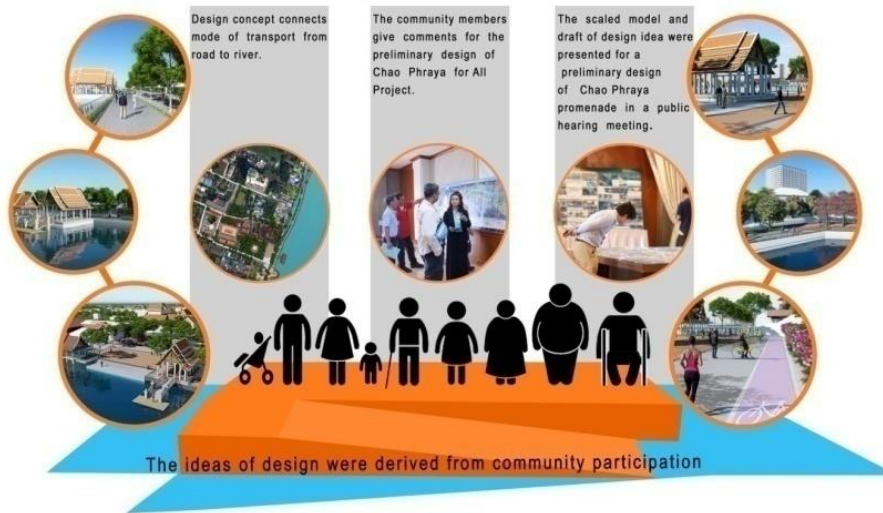 Design concept connects
mode of transport from
road to river.
The community members
give comments for the
preliminary design of
Chao Phraya for All
Project.
The scaled model and
draft of design idea were
presented for a
preliminary design
of Chao Phraya
promenade in a public
hearing meeting.
The ideas of design were derived from community participation